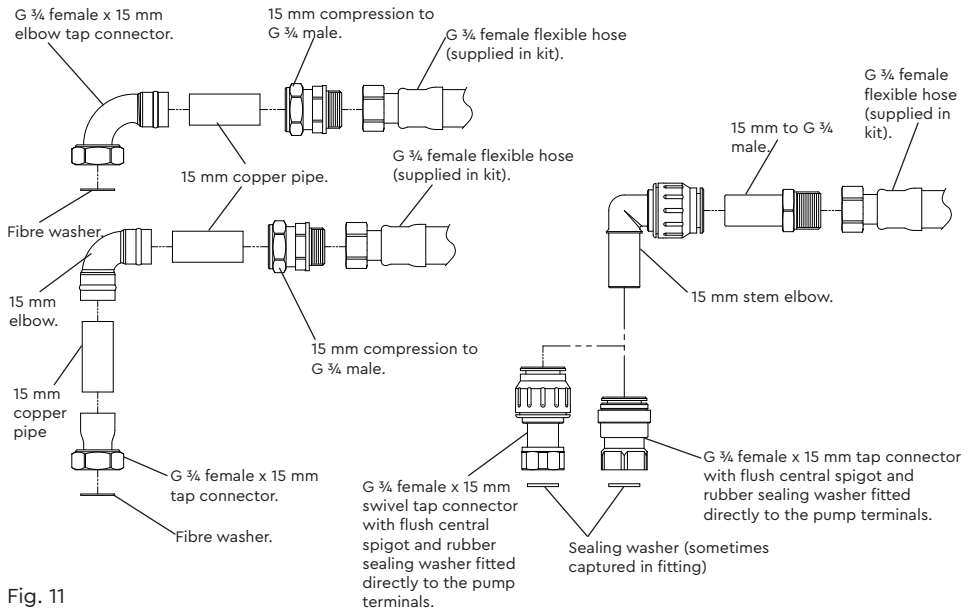 G ¾ female x 15 mm
elbow tap connector.
15 mm compression to
G ¾ male.
G ¾ female flexible hose
(supplied in kit).
G ¾ female
flexible hose
(supplied in
kit).
15 mm to G ¾
male.
15 mm copper pipe.
G ¾ female flexible hose
(supplied in kit).
Fibre washer.
15 mm
elbow.
15 mm stem elbow.
15 mm compression to
G ¾ male.
15 mm
copper
pipe
G ¾ female x 15 mm
tap connector.
Fibre washer.
G ¾ female x 15 mm
swivel tap connector
with flush central
spigot and rubber
sealing washer fitted
directly to the pump
terminals.
G ¾ female x 15 mm tap connector
with flush central spigot and
rubber sealing washer fitted
directly to the pump terminals.
Sealing washer (sometimes
captured in fitting)
Fig. 11